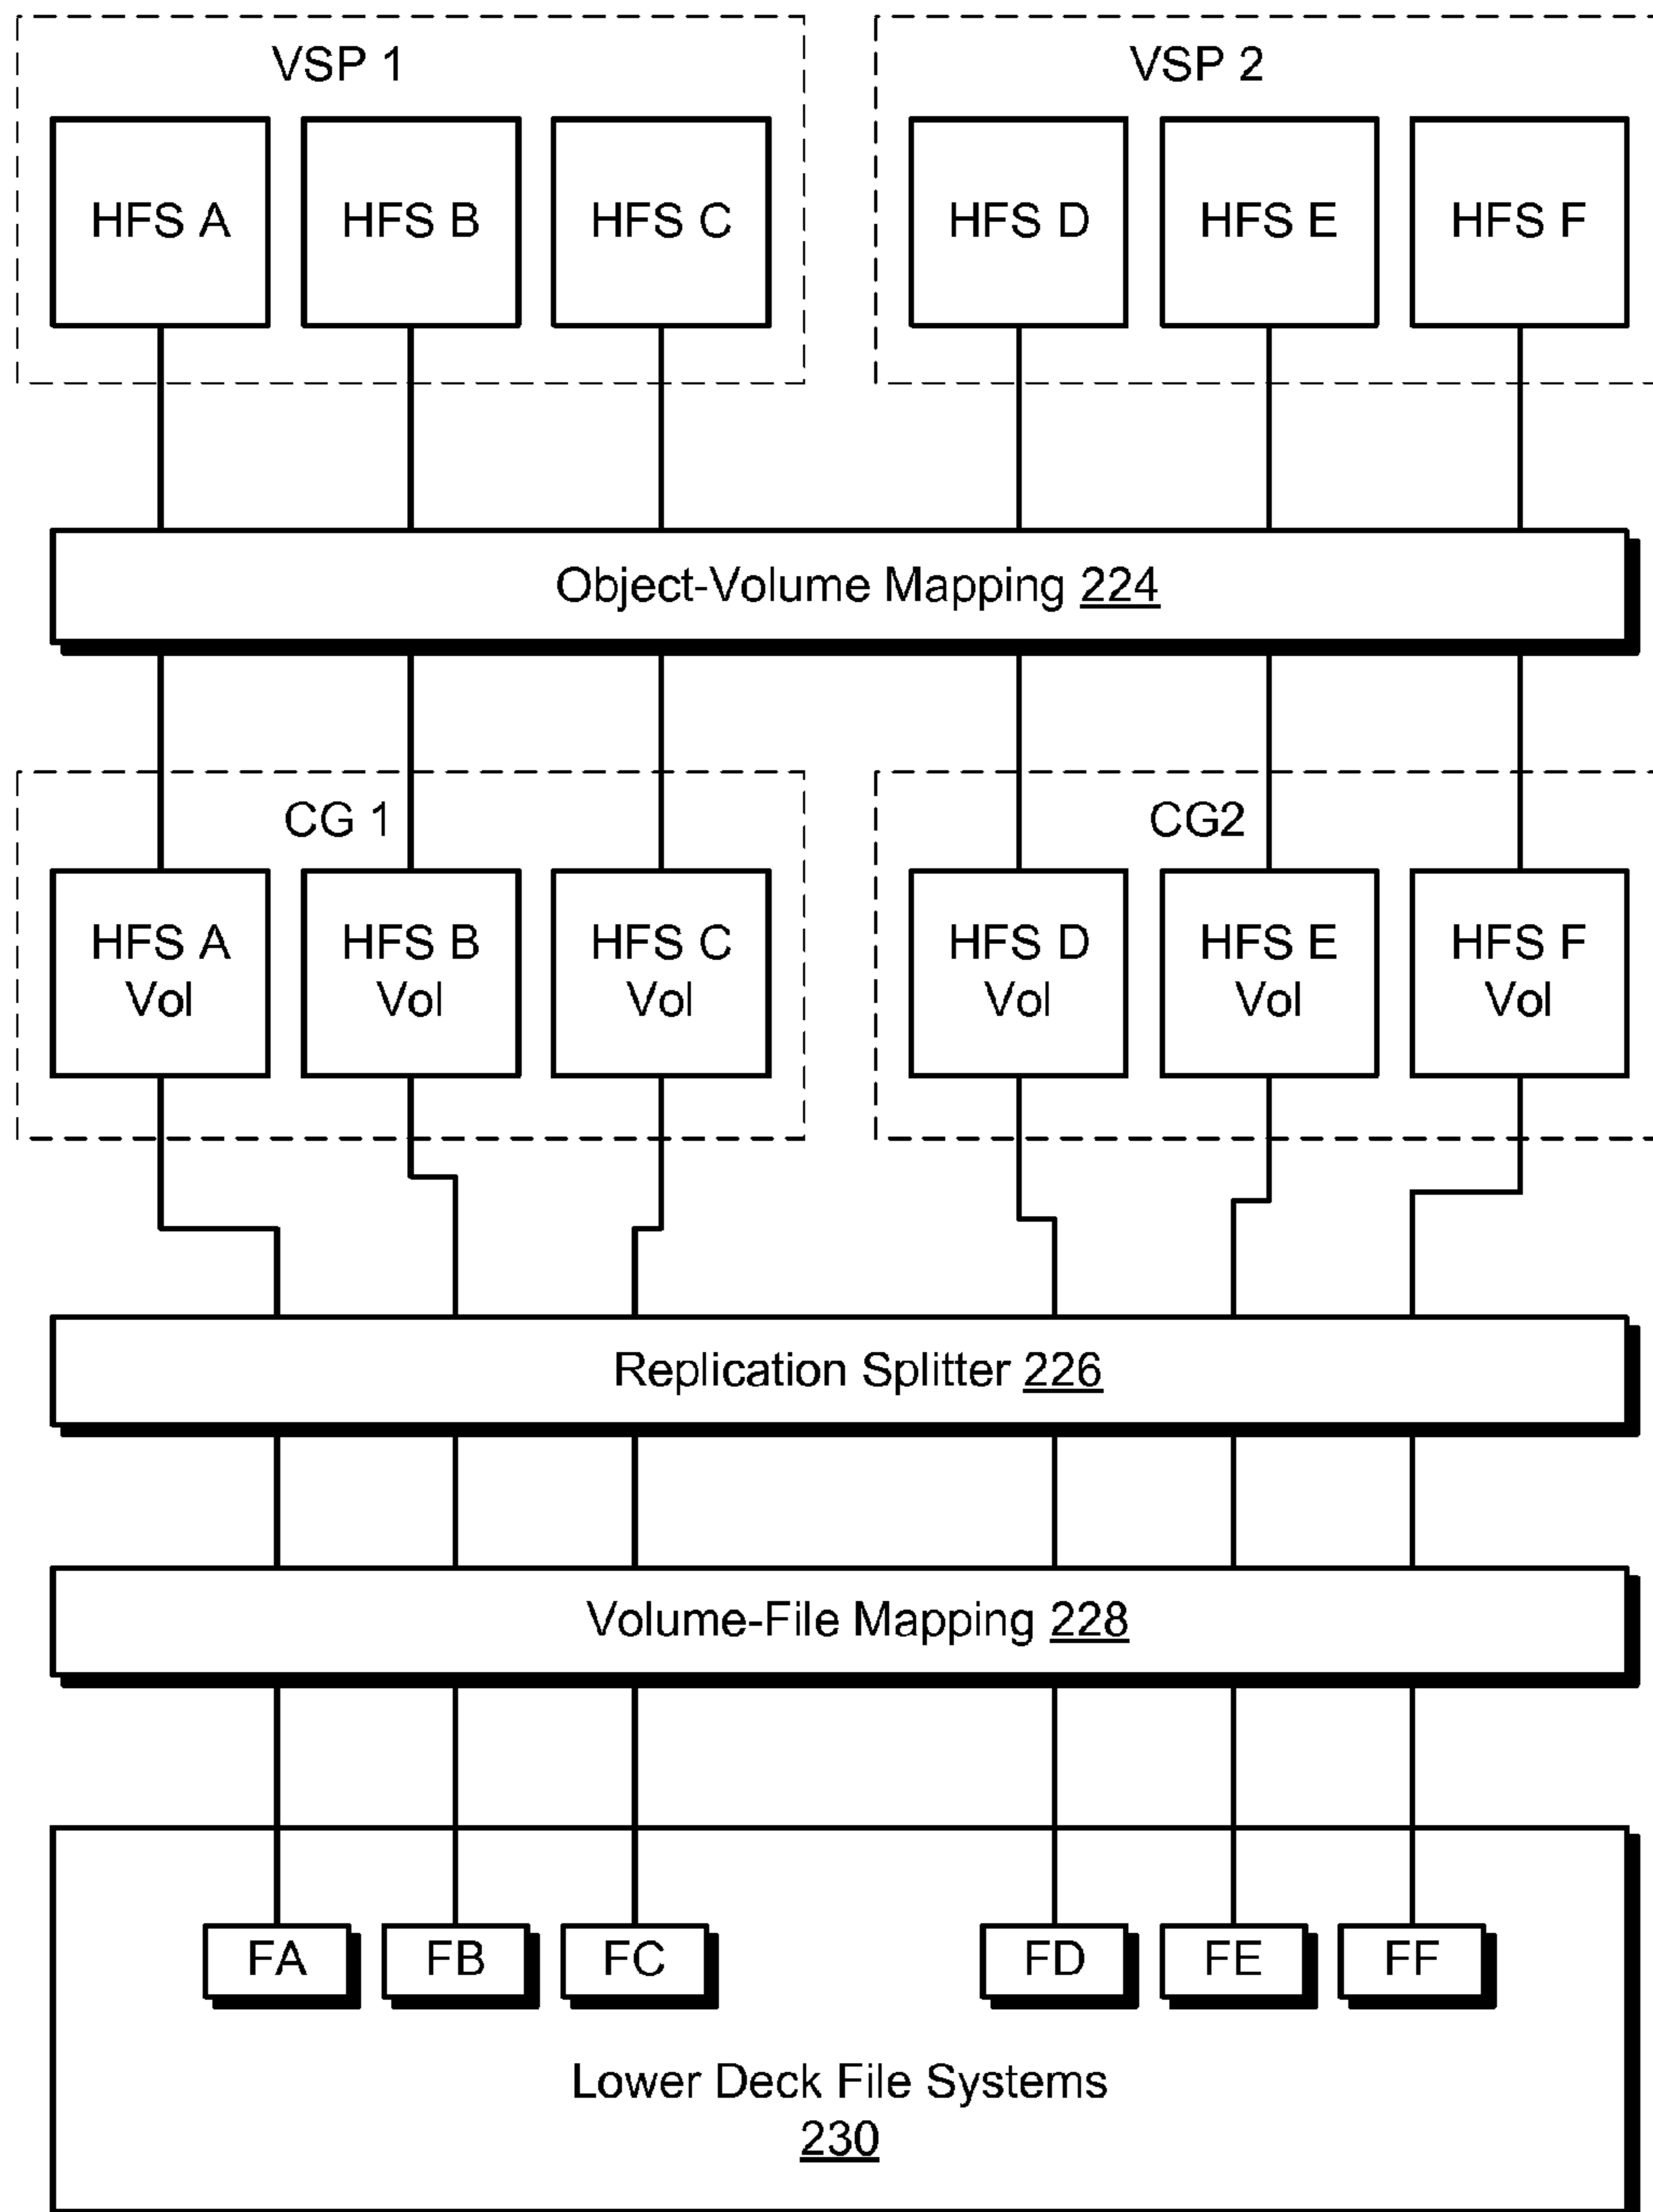 VSP 1
VSP 2
HFS A
HFS B
HFS C
HFS D
HFS E
HFS F
Object-Volume Mapping 224
CG 1
CG2
HFS A
Vol
HFS B
Vol
HFS C
Vol
HFS D
Vol
HFS E
Vol
HFS F
Vol
Replication Splitter 226
Volume-File Mapping 228
FA
FB
FC
FD
FE
FF
Lower Deck File Systems
230